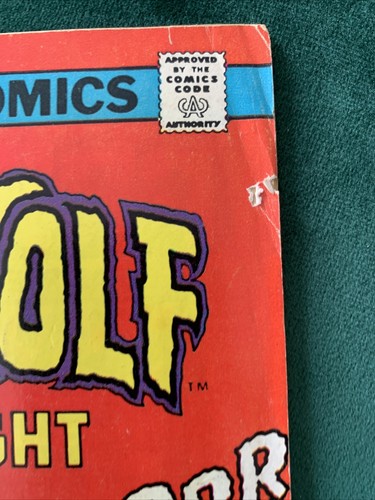 OMICS
APPROVED
BY THE
COMICS
CODE
CA
AUTHORITY
OLF
TM
GHT
ORR